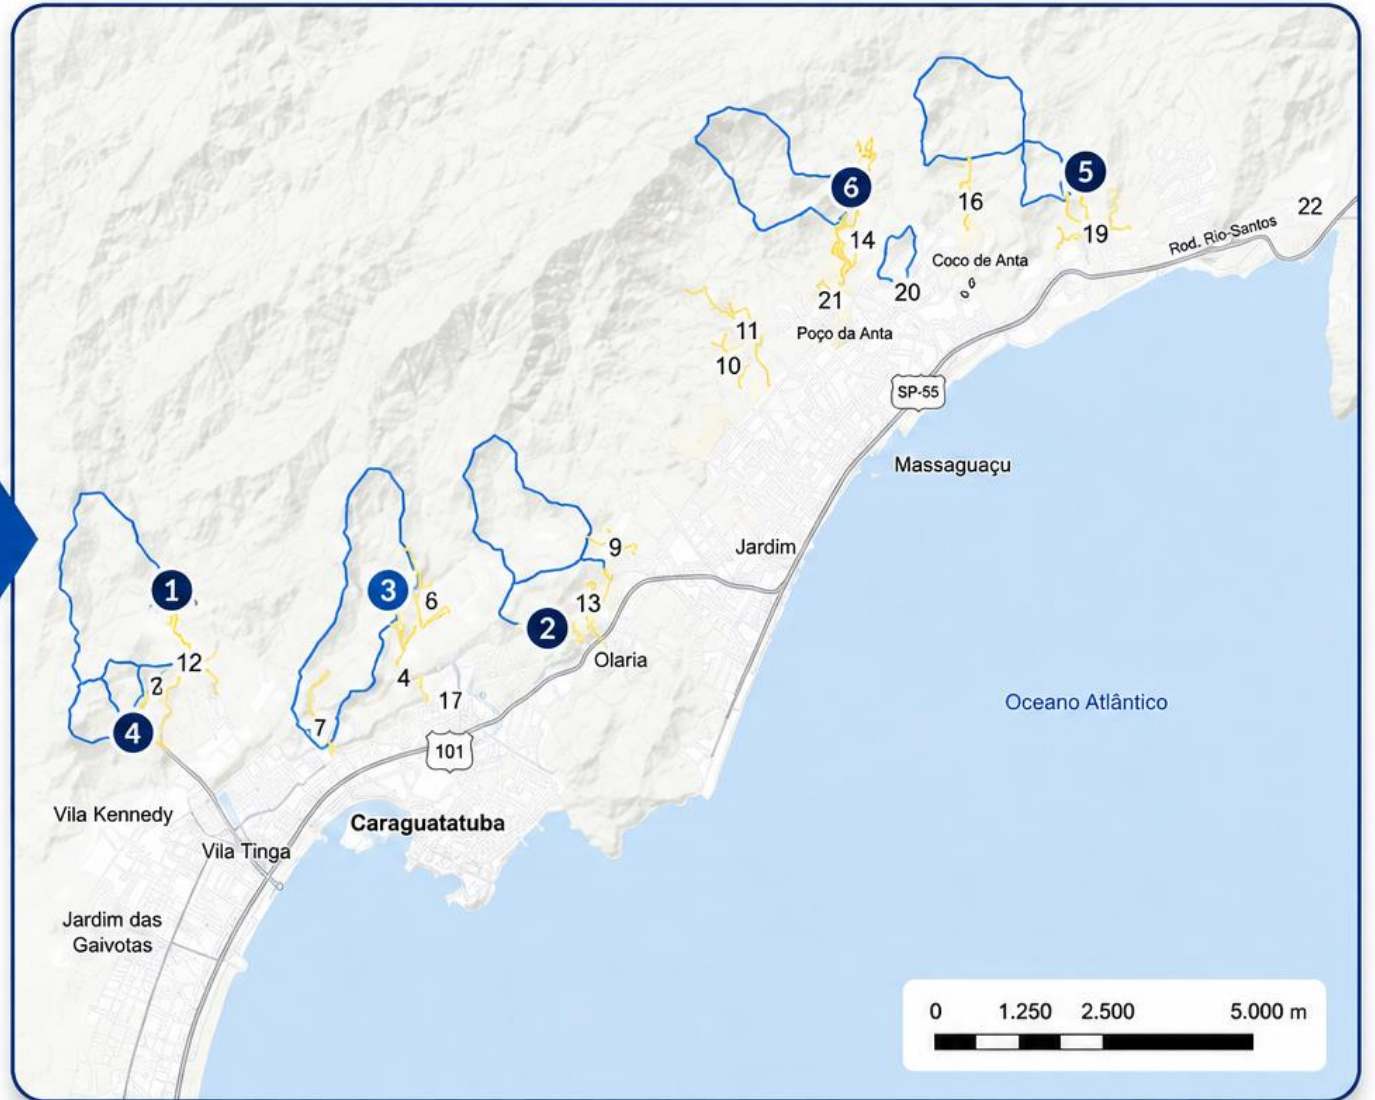 5
6
16
22
19
Rod. Rio-Santos
14
Coco de Anta
20
21
11
Poço da Anta
10
SP-55
Massaguaçu
9
Jardim
1
3
6
13
2
12
Olaria
4
17
7
4
101
Oceano Atlântico
Vila Kennedy
Caraguatatuba
Vila Tinga
Jardim das
Gaivotas
0 1.250 2.500 5.000 m